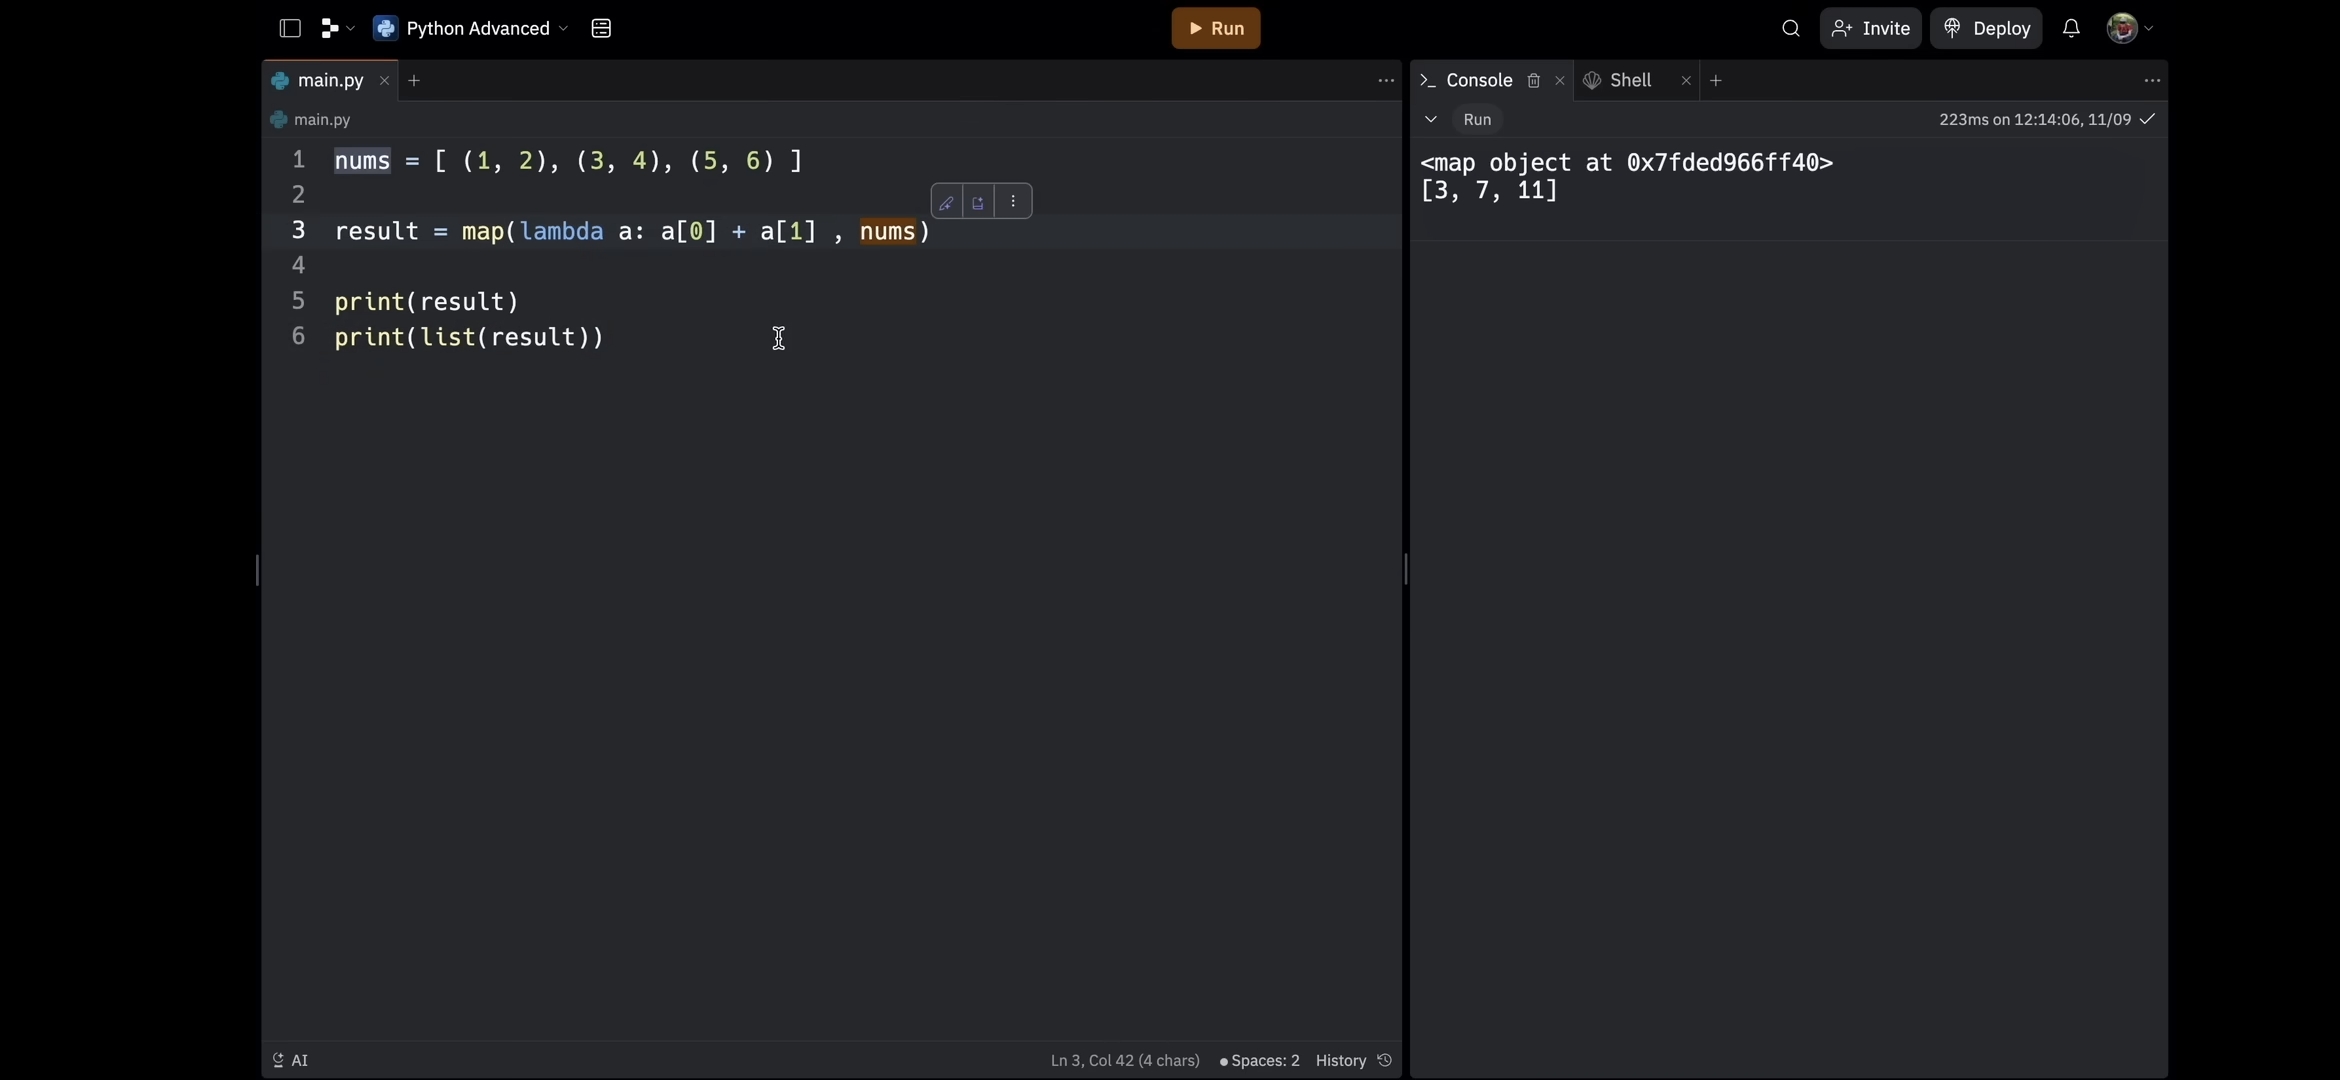 Python Advanced
Run
Invite
Deploy
main.py
Console
Shell
main.py
Run
223ms on 12:14:06, 11/09
1 nums = [ (1, 2), (3, 4), (5, 6) ]
2
3 result = map(lambda a: a[0] + a[1] , nums)
4
5 print(result)
6 print(list(result))
<map object at 0x7fded966ff40>
[3, 7, 11]
AI
Ln 3, Col 42 (4 chars)
Spaces: 2
History